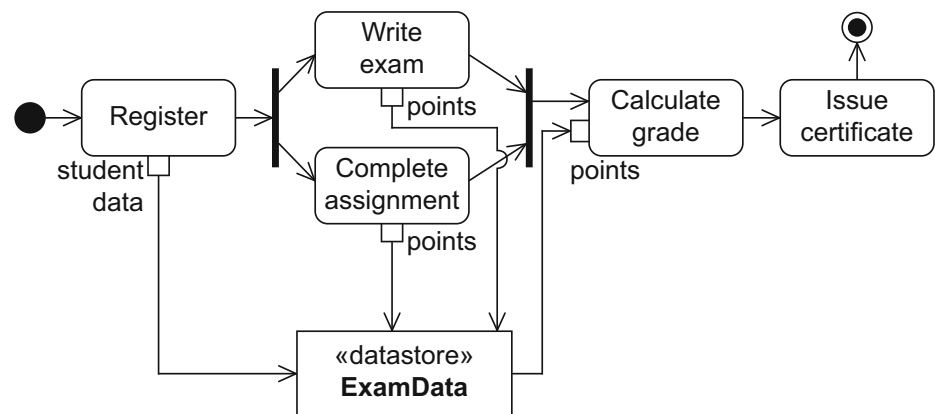 Write
exam
points
Register
student
data
Complete
assignment
points
Calculate
grade
points
Issue
certificate
«datastore»
ExamData